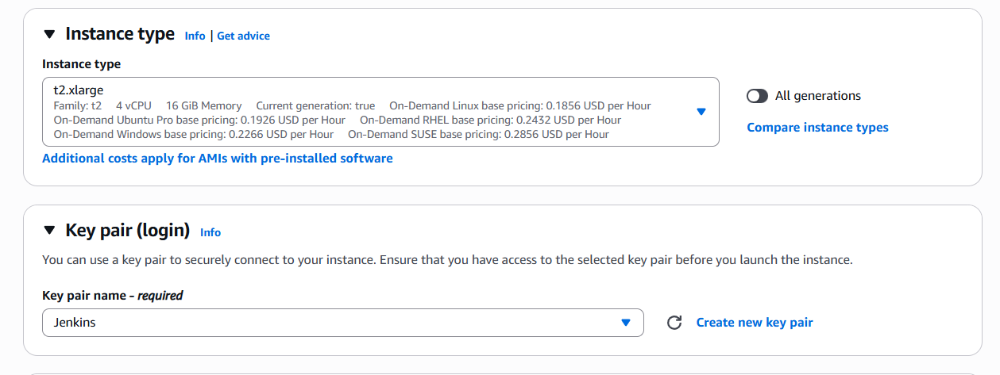 Instance type Info | Get advice
Instance type
t2.xlarge
Family: t2 4 vCPU 16 GiB Memory Current generation: true On-Demand Linux base pricing: 0.1856 USD per Hour
On-Demand Ubuntu Pro base pricing: 0.1926 USD per Hour On-Demand RHEL base pricing: 0.2432 USD per Hour
On-Demand Windows base pricing: 0.2266 USD per Hour On-Demand SUSE base pricing: 0.2856 USD per Hour
All generations
Compare instance types
Additional costs apply for AMIs with pre-installed software
Key pair (login) Info
You can use a key pair to securely connect to your instance. Ensure that you have access to the selected key pair before you launch the instance.
Key pair name - required
Jenkins
Create new key pair